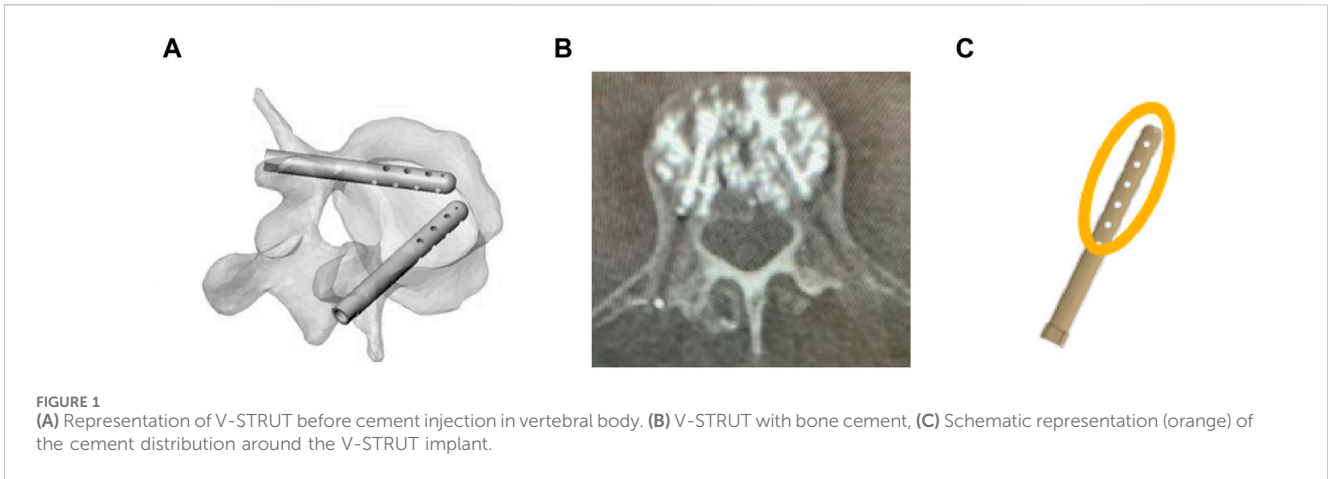 A
B
C
FIGURE 1
(A) Representation of V-STRUT before cement injection in vertebral body. (B) V-STRUT with bone cement, (C) Schematic representation (orange) of
the cement distribution around the V-STRUT implant.